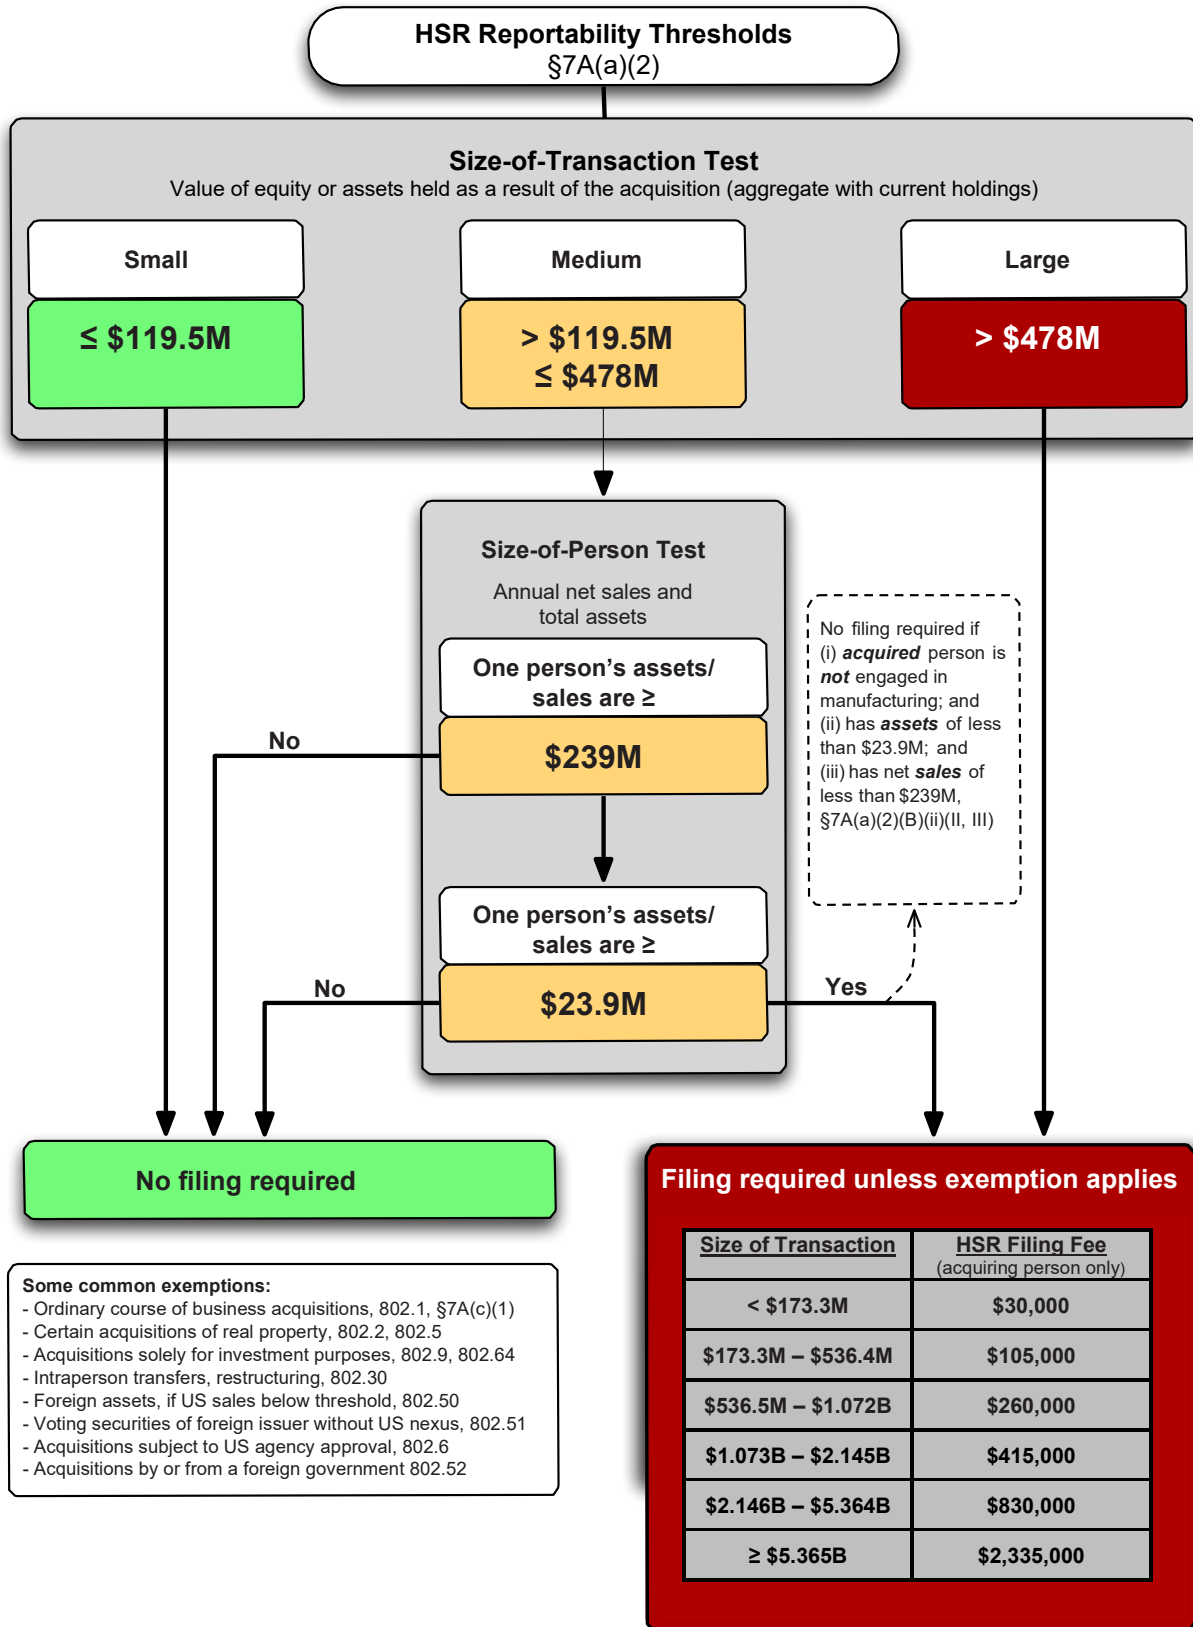 HSR Reportability Thresholds
§7A(a)(2)
Size-of-Transaction Test
Value of equity or assets held as a result of the acquisition (aggregate with current holdings)
Small
≤ $119.5M
Medium
> $119.5M
≤ $478M
Large
> $478M
Size-of-Person Test
Annual net sales and
total assets
One person’s assets/
sales are ≥
$239M
No
One person’s assets/
sales are ≥
$23.9M
No
Yes
No filing required if
(i) acquired person is
not engaged in
manufacturing; and
(ii) has assets of less
than $23.9M; and
(iii) has net sales of
less than $239M,
§7A(a)(2)(B)(ii)(II, III)
No filing required
Some common exemptions:
- Ordinary course of business acquisitions, 802.1, §7A(c)(1)
- Certain acquisitions of real property, 802.2, 802.5
- Acquisitions solely for investment purposes, 802.9, 802.64
- Intraperson transfers, restructuring, 802.30
- Foreign assets, if US sales below threshold, 802.50
- Voting securities of foreign issuer without US nexus, 802.51
- Acquisitions subject to US agency approval, 802.6
- Acquisitions by or from a foreign government 802.52
Filing required unless exemption applies
Size of Transaction HSR Filing Fee
(acquiring person only)
< $173.3M $30,000
$173.3M – $536.4M $105,000
$536.5M – $1.072B $260,000
$1.073B – $2.145B $415,000
$2.146B – $5.364B $830,000
≥ $5.365B $2,335,000